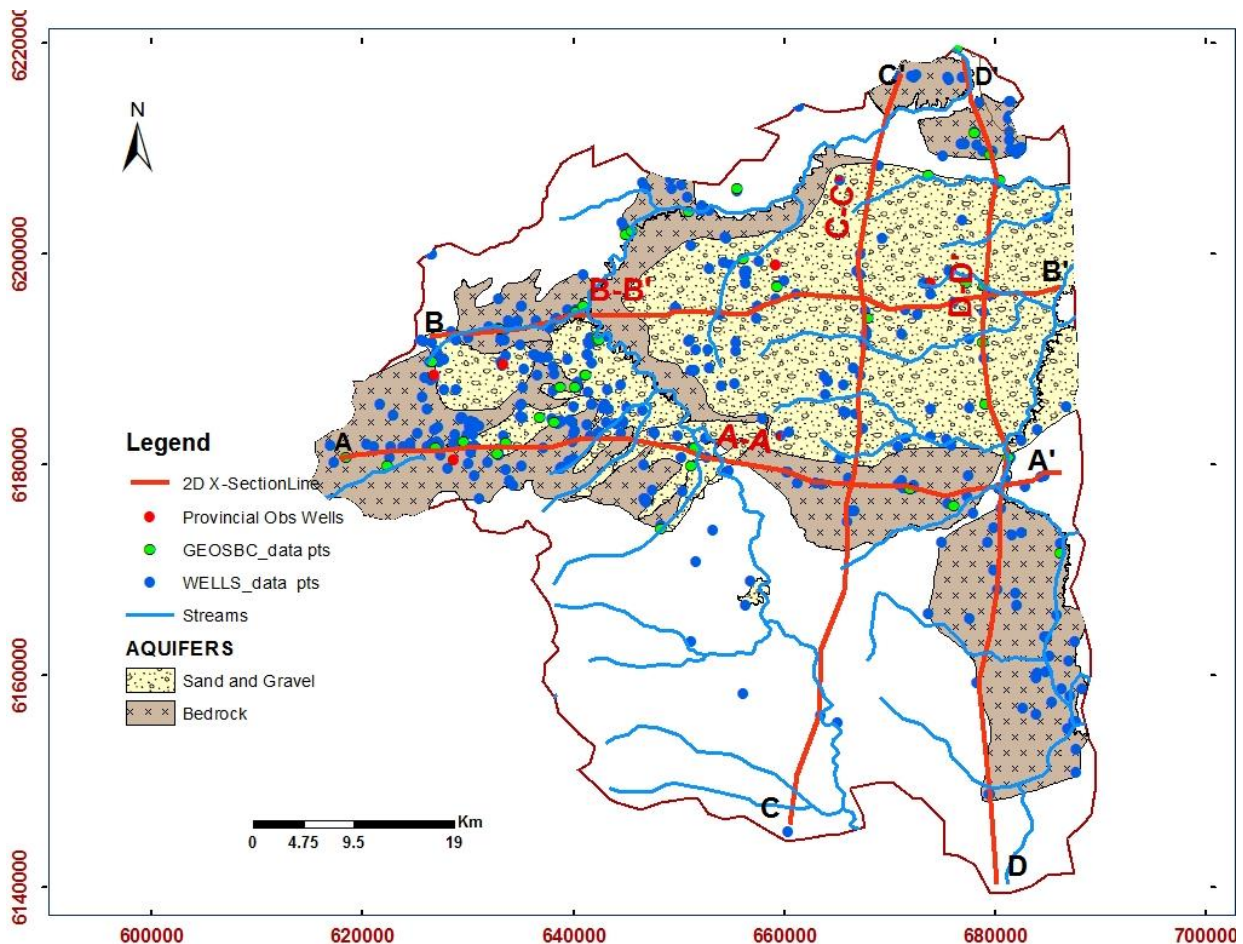 6220000
6200000
6180000
6160000
6140000
N
C'
D'
C-C
B-B'
D-D'
B'
B
A
A-A'
A'
Legend
2D X-SectionLine
Provincial Obs Wells
GEOSBC_data pts
WELLS_data pts
Streams
AQUIFERS
Sand and Gravel
Bedrock
C
D
Km
0 4.75 9.5 19
600000 620000 640000 660000 680000 700000